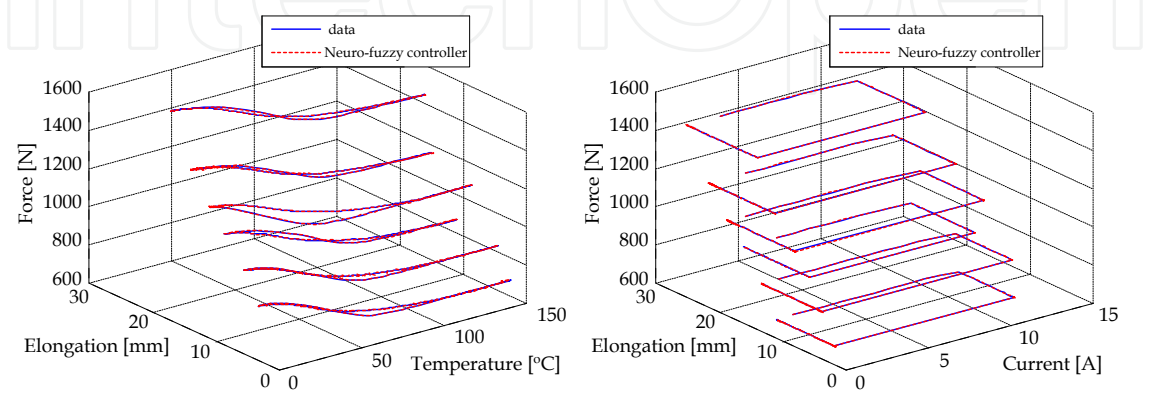 data
Neuro-fuzzy controller
1600
1400
1200
1000
800
600
Force [N]
30
20
10
0
Elongation [mm]
0
50
100
150
Temperature [°C]
data
Neuro-fuzzy controller
1600
1400
1200
1000
800
600
Force [N]
30
20
10
0
Elongation [mm]
0
5
10
15
Current [A]